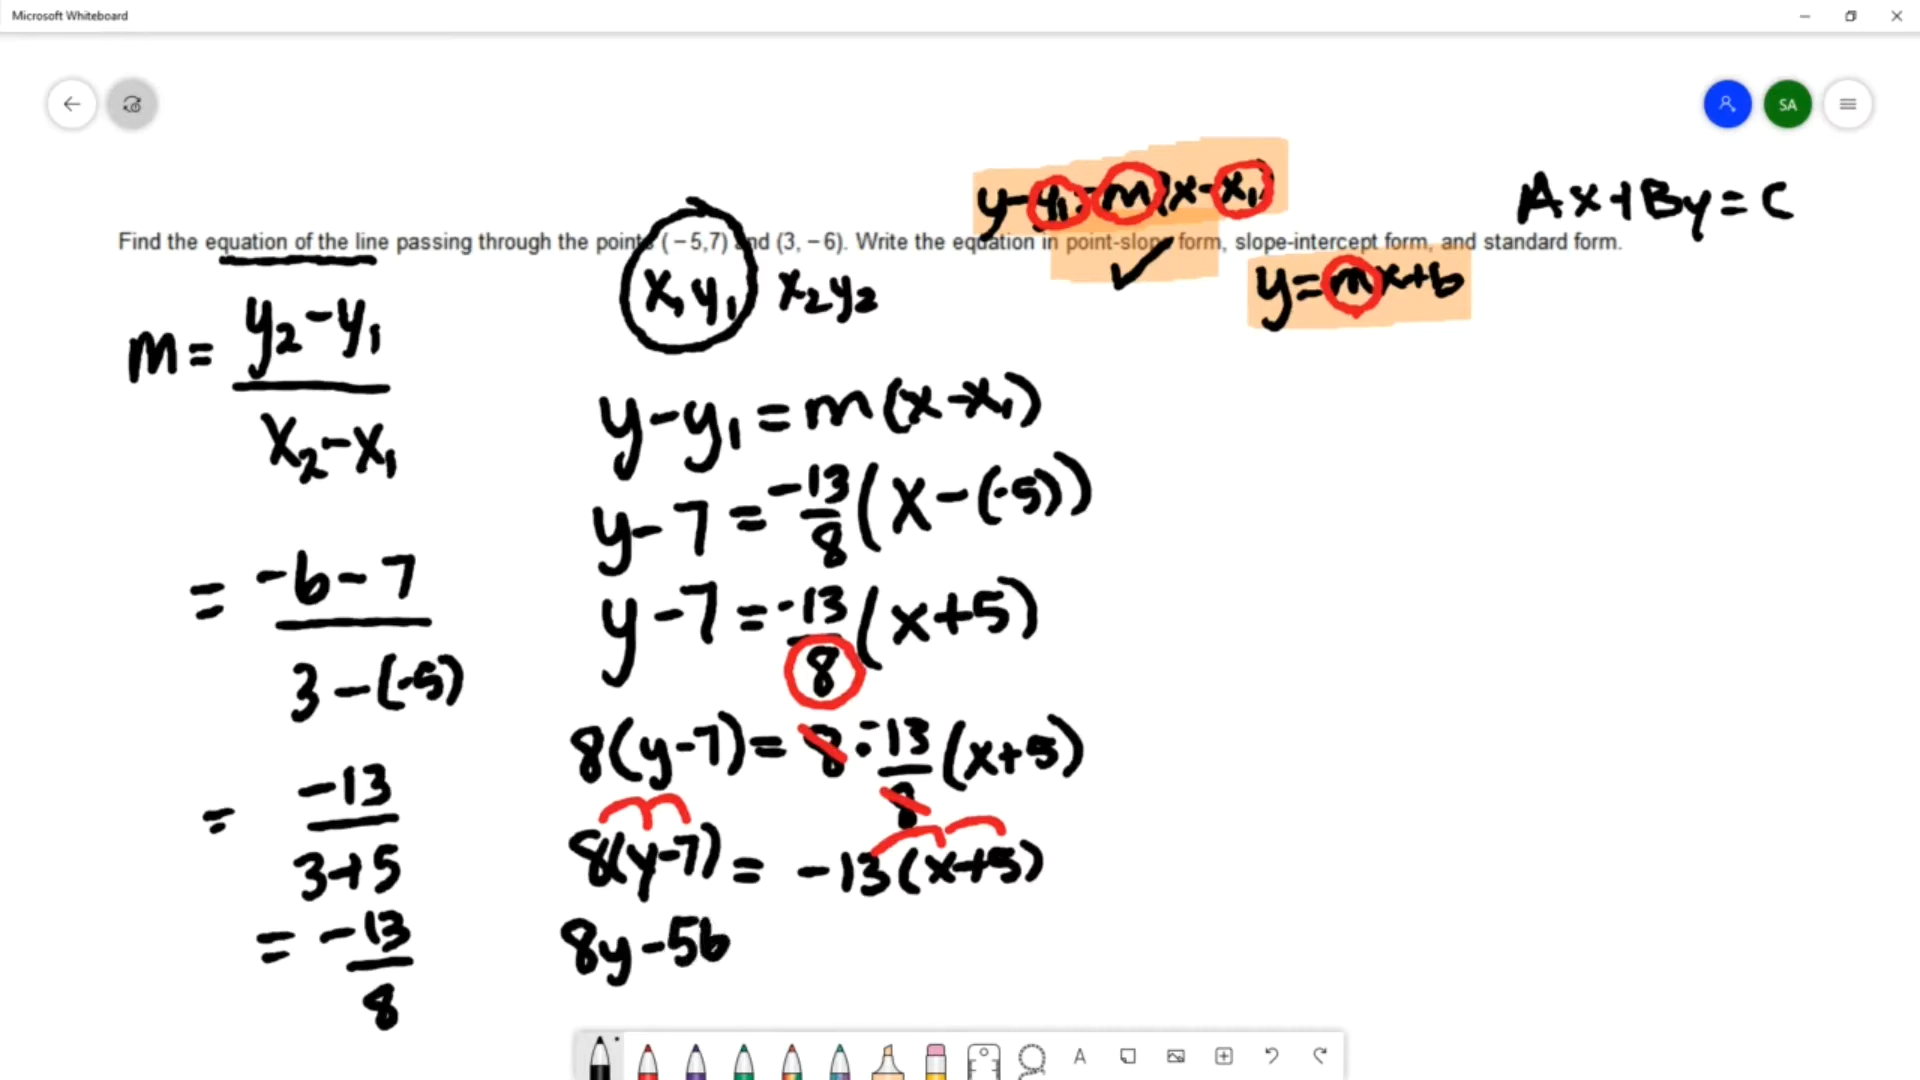 Microsoft Whiteboard
SA
y-y₁=m(x-x₁)
Ax+By=C
Find the equation of the line passing through the points (−5,7) and (3, −6). Write the equation in point-slope form, slope-intercept form, and standard form.
x₁y₁ x₂y₂
y=mx+b
m= y₂-y₁
x₂-x₁
= -6-7
3-(-5)
= -13
3+5
= -13
8
y-y₁=m(x-x₁)
y-7=-13/8(x-(-5))
y-7=-13/8(x+5)
8(y-7)=8·-13/8(x+5)
8(y-7)=-13(x+5)
8y-56
A